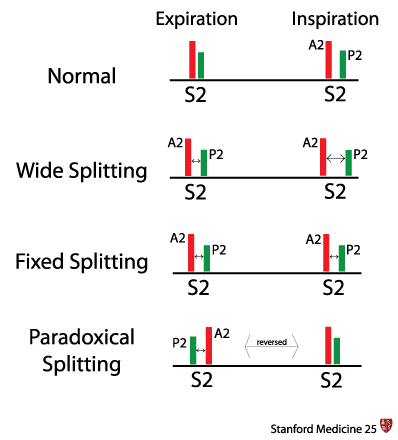 Expiration Inspiration
Normal
A2 P2
S2 S2
Wide Splitting
A2 P2 A2 P2
S2 S2
Fixed Splitting
A2 P2 A2 P2
S2 S2
Paradoxical
Splitting
P2 A2 reversed
S2 S2
Stanford Medicine 25